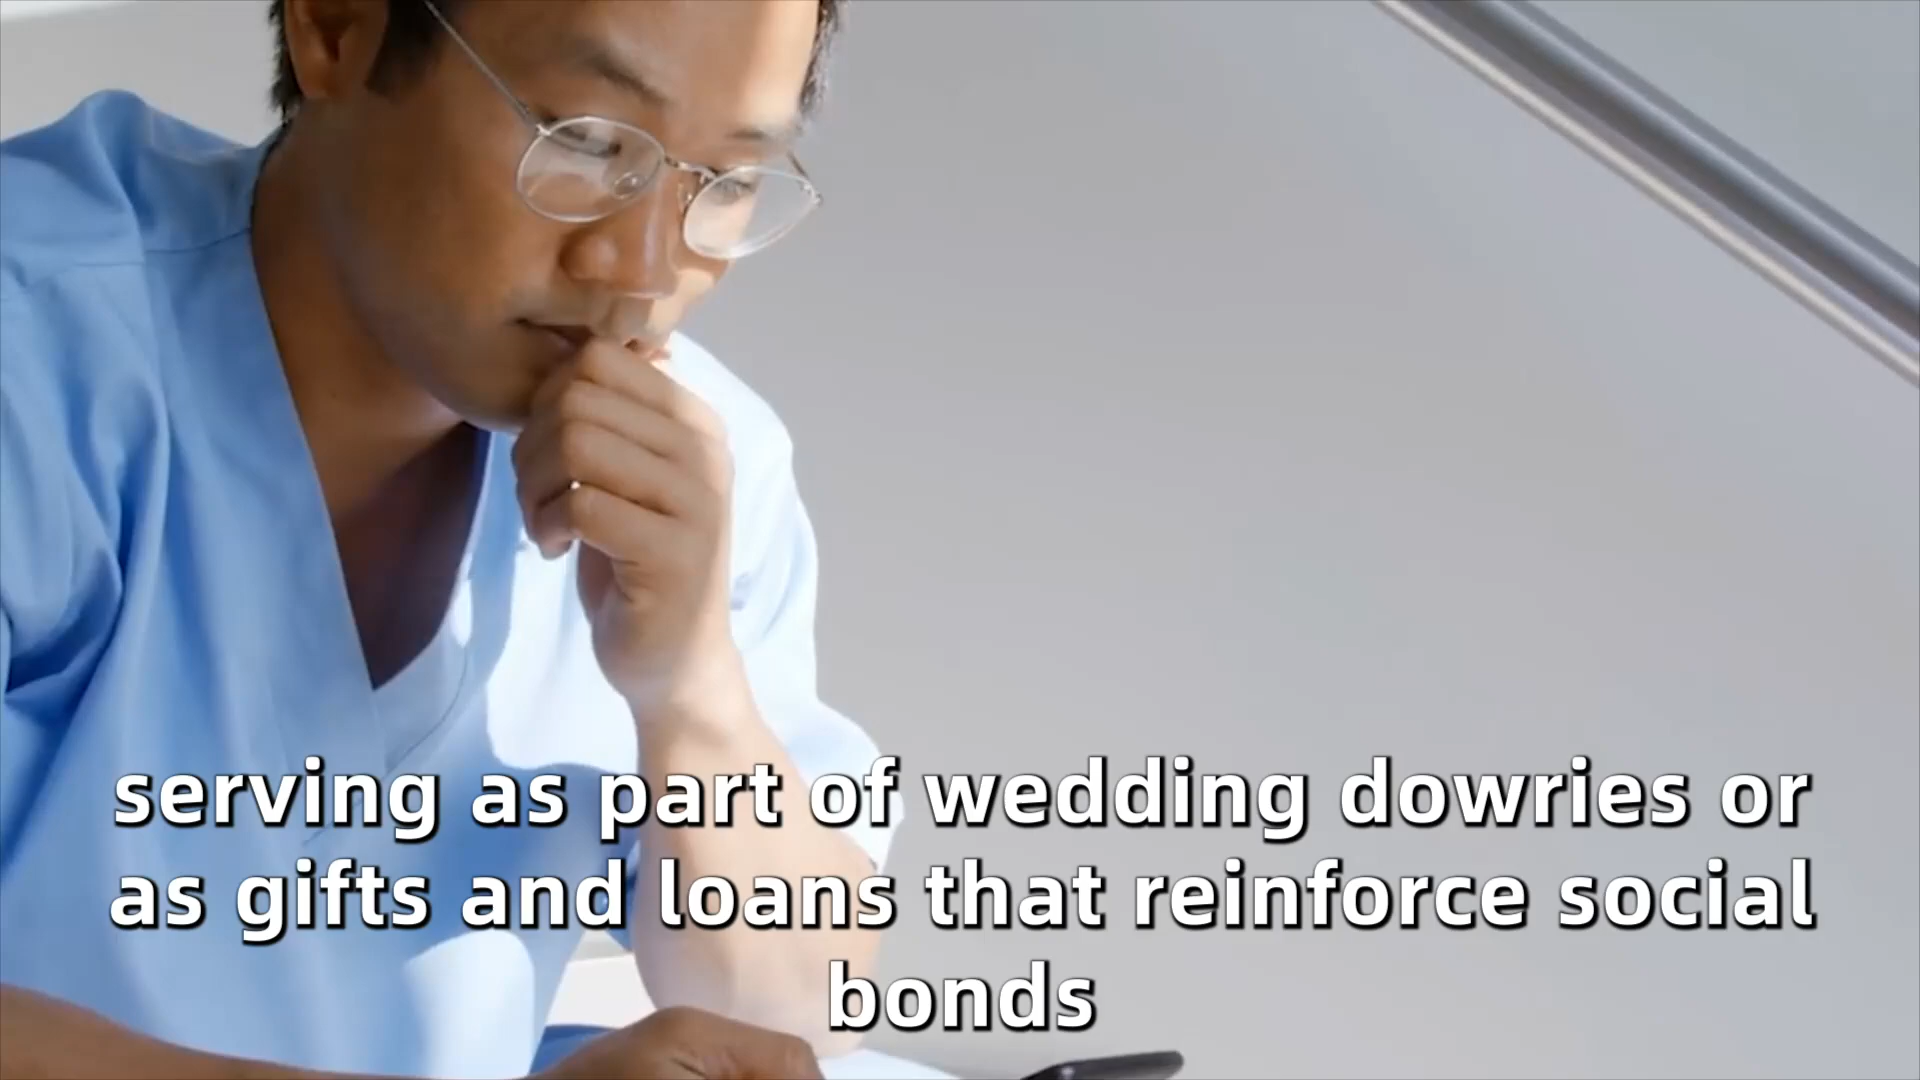 serving as part of wedding dowries or
as gifts and loans that reinforce social
bonds